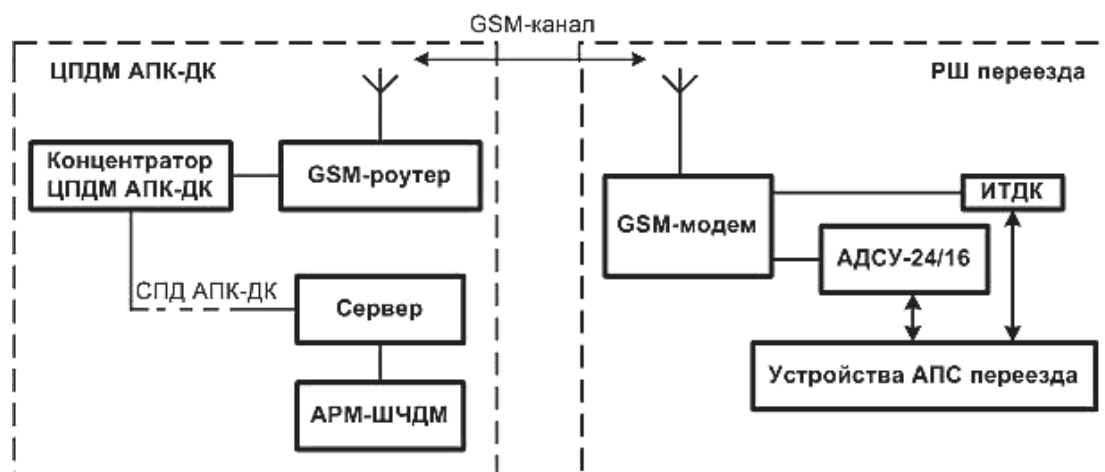 GSM-канал
ЦПДМ АПК-ДК
РШ переезда
Концентратор
ЦПДМ АПК-ДК
GSM-роутер
GSM-модем
ИТДК
АДСУ-24/16
СПД АПК-ДК
Сервер
Устройства АПС переезда
АРМ-ШЧДМ